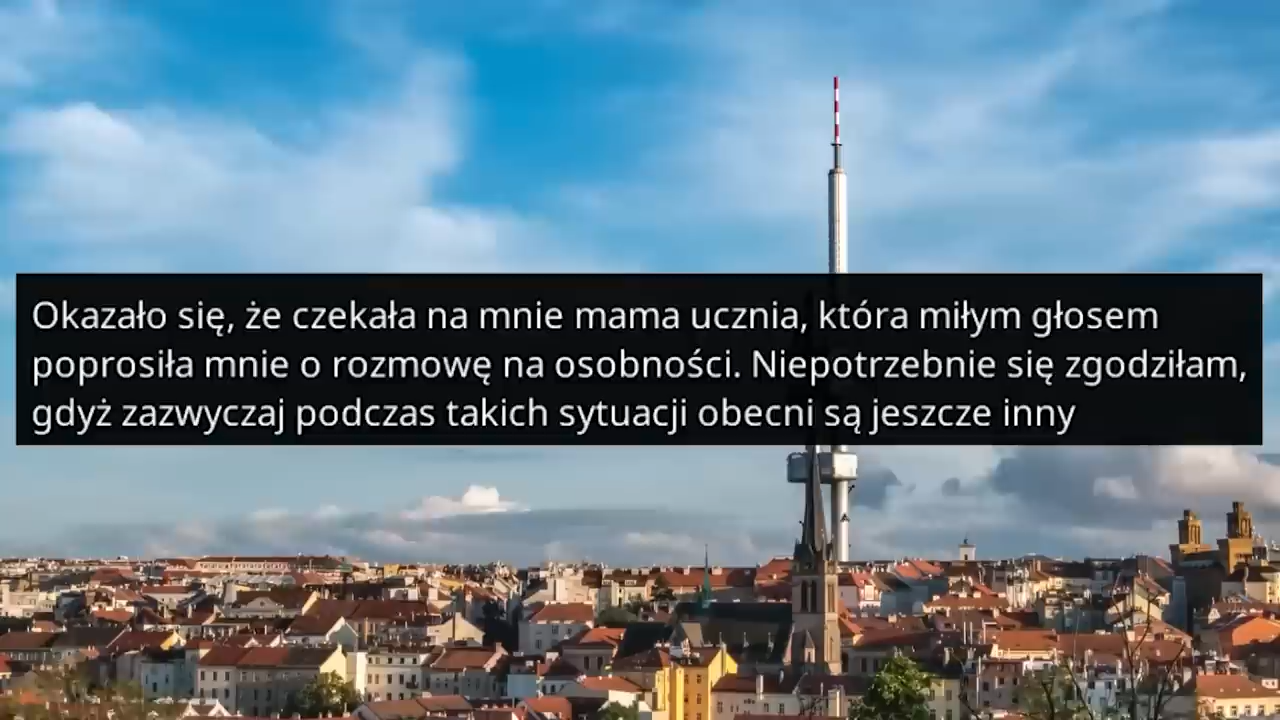 Okazało się, że czekała na mnie mama ucznia, która miłym głosem
poprosiła mnie o rozmowę na osobności. Niepotrzebnie się zgodziłam,
gdyż zazwyczaj podczas takich sytuacji obecni są jeszcze inny